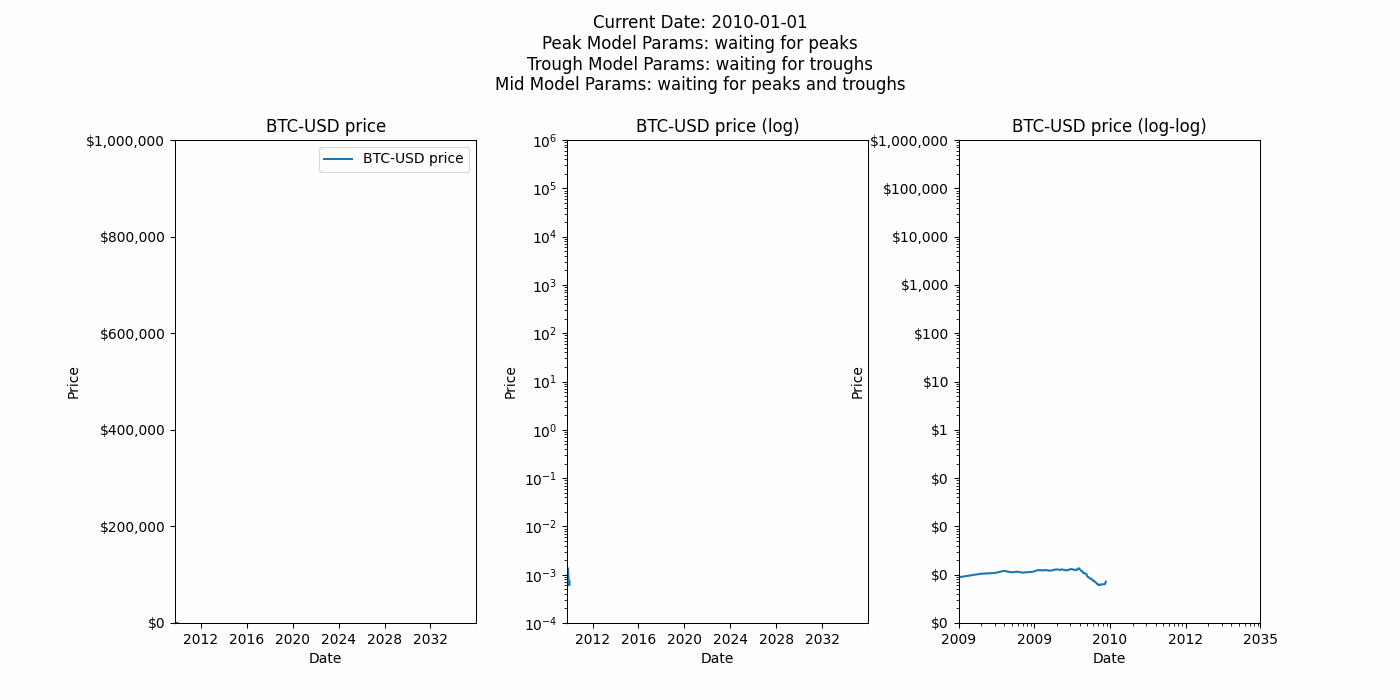 Current Date: 2010-01-01
Peak Model Params: waiting for peaks
Trough Model Params: waiting for troughs
Mid Model Params: waiting for peaks and troughs
BTC-USD price
$1,000,000
$800,000
$600,000
$400,000
$200,000
$0
Price
BTC-USD price
2012 2016 2020 2024 2028 2032
Date
BTC-USD price (log)
10^6
10^5
10^4
10^3
10^2
10^1
10^0
10^-1
10^-2
10^-3
10^-4
Price
2012 2016 2020 2024 2028 2032
Date
BTC-USD price (log-log)
$1,000,000
$100,000
$10,000
$1,000
$100
$10
$1
$0
$0
$0
$0
Price
2009 2009 2010 2012 2035
Date